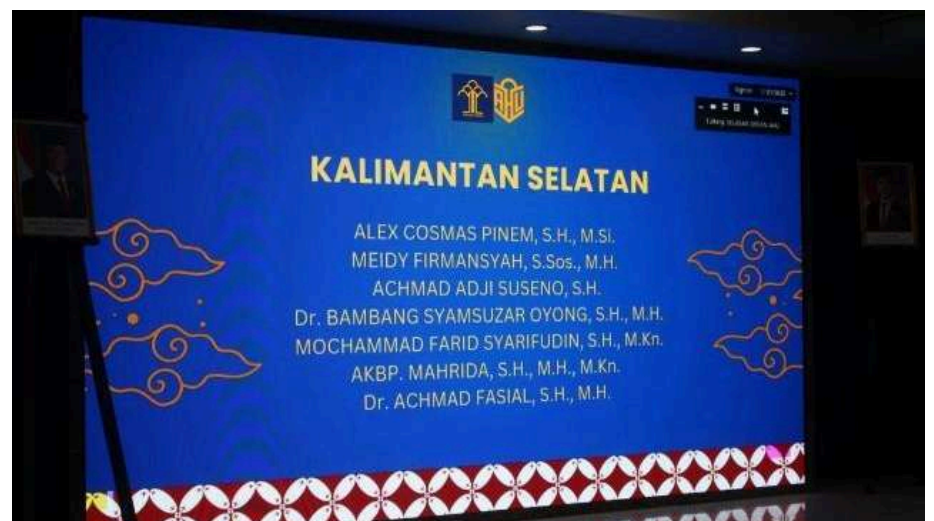 AHU
KALIMANTAN SELATAN
ALEX COSMAS PINEM, S.H., M.Si.
MEIDY FIRMANSYAH, S.Sos., M.H.
ACHMAD ADJI SUSENO, S.H.
Dr. BAMBANG SYAMSUZAR OYONG, S.H., M.H.
MOCHAMMAD FARID SYARIFUDIN, S.H., M.Kn.
AKBP. MAHRIDA, S.H., M.H., M.Kn.
Dr. ACHMAD FASIAL, S.H., M.H.